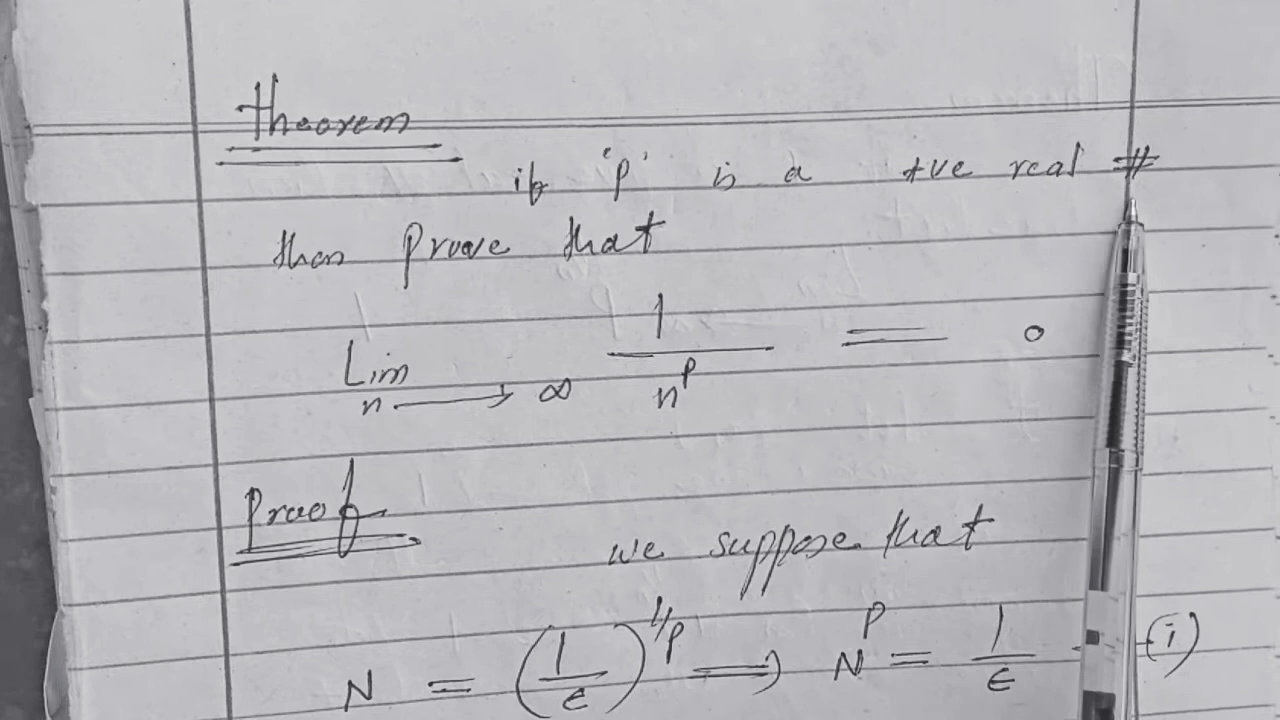 Theorem
if 'p' is a +ve real #
then Prove that
Lim n→∞ 1/n^p = 0
Proof
we suppose that
N = (1/ϵ)^1/p ⟹ N^p = 1/ϵ (i)